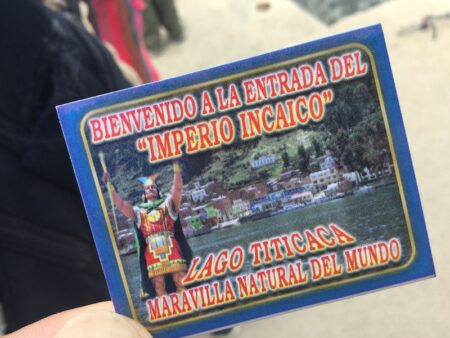 BIENVENIDO A LA ENTRADA DEL
"IMPERIO INCAICO"
LAGO TITICACA
MARAVILLA NATURAL DEL MUNDO